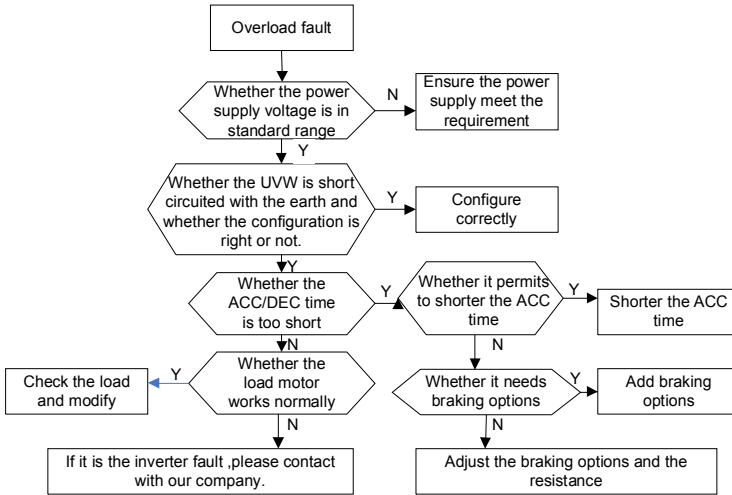 Overload fault
Whether the power
supply voltage is in
standard range
N
Ensure the power
supply meet the
requirement
Y
Whether the UVW is short
circuited with the earth and
whether the configuration is
right or not.
Y
Configure
correctly
Y
Whether the
ACC/DEC time
is too short
Y
Whether it permits
to shorter the ACC
time
Y
Shorter the ACC
time
N
N
Whether the
load motor
works normally
Y
Check the load
and modify
Whether it needs
braking options
Y
Add braking
options
N
N
If it is the inverter fault ,please contact
with our company.
Adjust the braking options and the
resistance